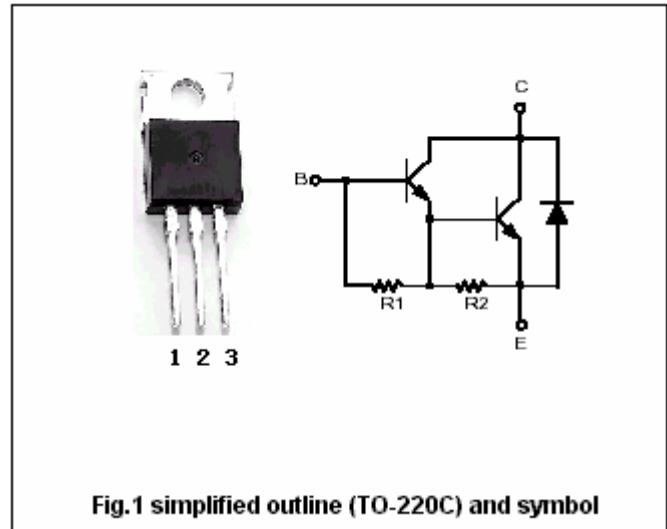 C
B
R1 R2
E
1 2 3
Fig.1 simplified outline (TO-220C) and symbol